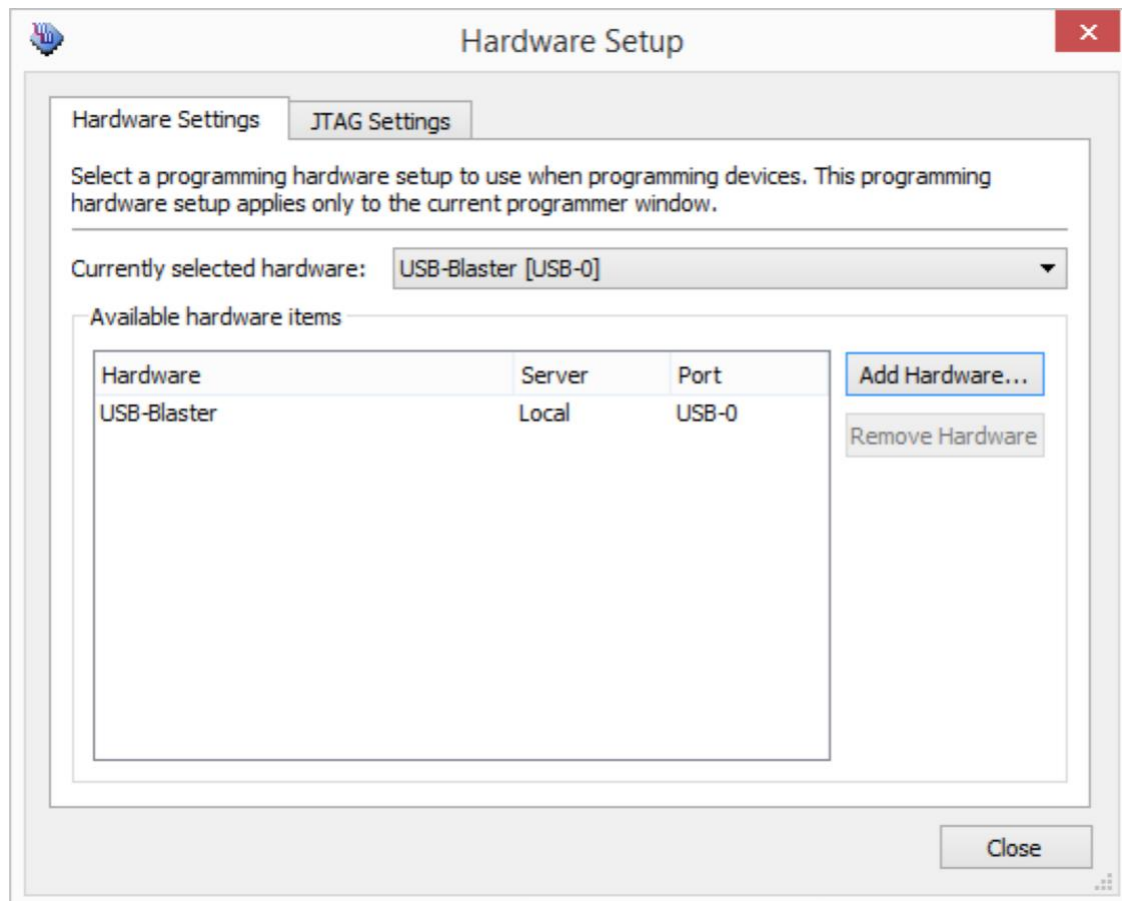 Hardware Setup
Hardware Settings
JTAG Settings
Select a programming hardware setup to use when programming devices. This programming
hardware setup applies only to the current programmer window.
Currently selected hardware: USB-Blaster [USB-0]
Available hardware items
Hardware Server Port
USB-Blaster Local USB-0
Add Hardware...
Remove Hardware
Close